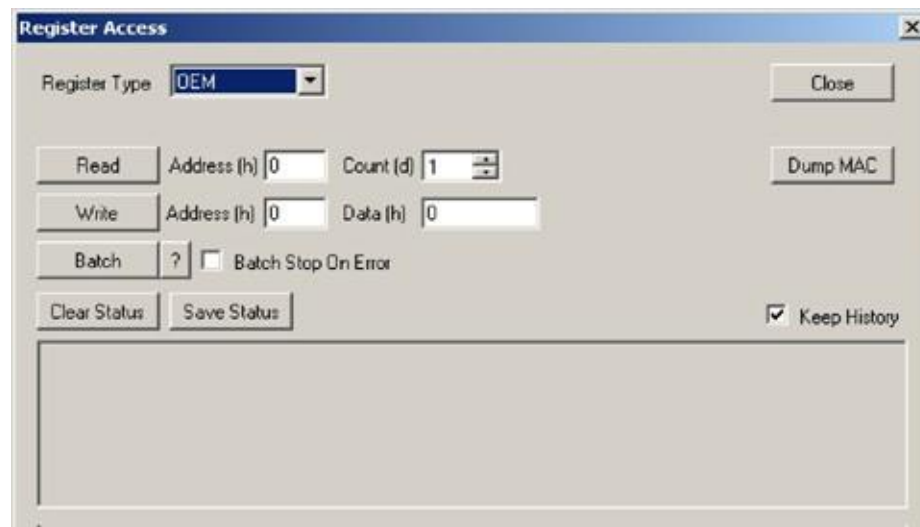 Register Access
Register Type OEM Close
Read Address (h) 0 Count (d) 1 Dump MAC
Write Address (h) 0 Data (h) 0
Batch ? Batch Stop On Error
Clear Status Save Status Keep History